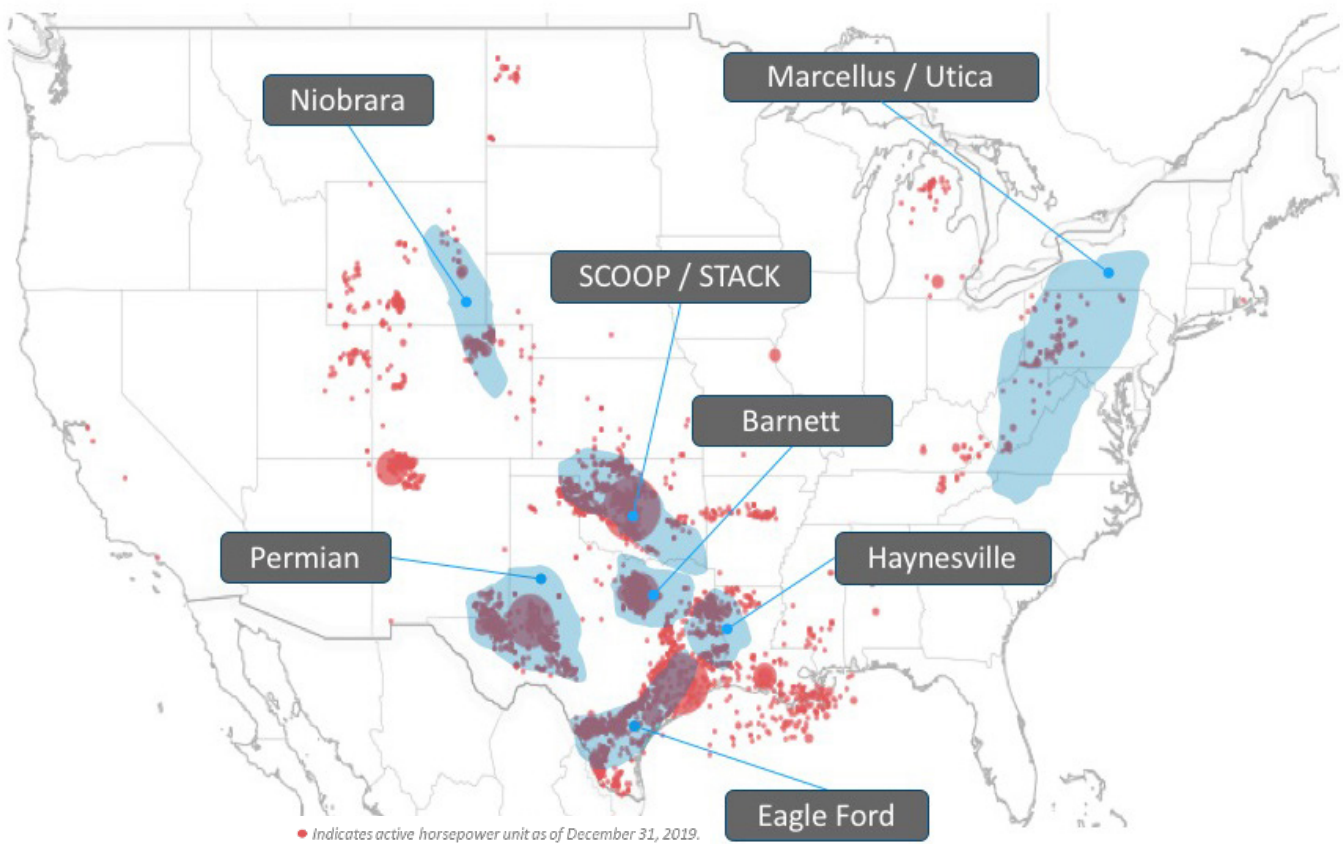 Marcellus / Utica
Niobrara
SCOOP / STACK
Barnett
Permian
Haynesville
Eagle Ford
Indicates active horsepower unit as of December 31, 2019.